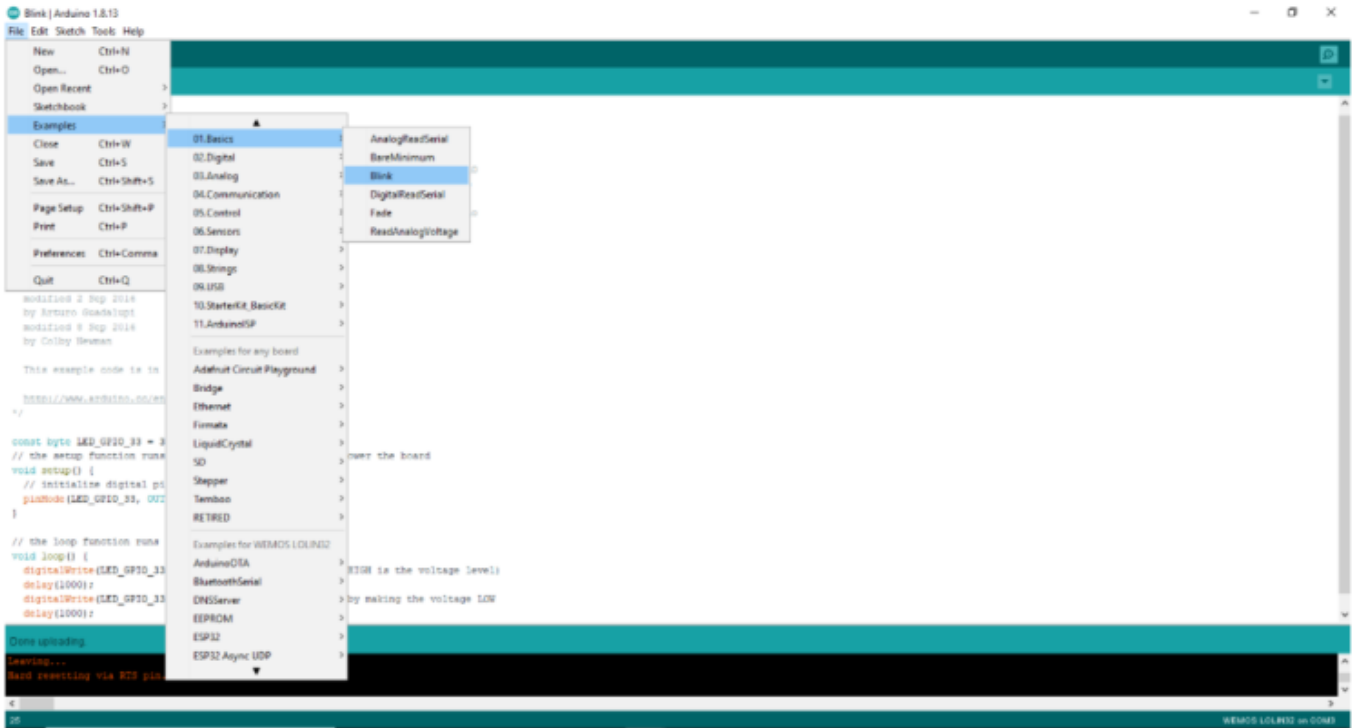 Blink | Arduino 1.8.13
File Edit Sketch Tools Help
New Ctrl+N
Open... Ctrl+O
Open Recent
Sketchbook
Examples
Close Ctrl+W
Save Ctrl+S
Save As... Ctrl+Shift+S
Page Setup Ctrl+Shift+P
Print Ctrl+P
Preferences Ctrl+Comma
Quit Ctrl+Q
01.Basics
02.Digital
03.Analog
04.Communication
05.Control
06.Sensors
07.Display
08.Strings
09.USB
10.StarterKit_BasicKit
11.ArduinoISP
Examples for any board
Adafruit Circuit Playground
Bridge
Ethernet
Firmata
LiquidCrystal
SD
Stepper
Temboo
RETIRED
Examples for WEMOS LOLIN32
ArduinoOTA
BluetoothSerial
DNSServer
EEPROM
ESP32
ESP32 Async UDP
AnalogReadSerial
BareMinimum
Blink
DigitalReadSerial
Fade
ReadAnalogVoltage
modified 2 Sep 2016
by Arturo Guadalupi
modified 8 Sep 2016
by Colby Newman
This example code is in
http://www.arduino.cc/en
*/
const byte LED_GPIO_33 = 3
// the setup function runs ower the board
void setup() {
// initialize digital pi
pinMode(LED_GPIO_33, OUT
}
// the loop function runs
void loop() {
digitalWrite(LED_GPIO_33 HIGH is the voltage level)
delay(1000);
digitalWrite(LED_GPIO_33 by making the voltage LOW
delay(1000);
Done uploading.
Leaving...
Hard resetting via RTS pin.
25 WEMOS LOLIN32 on COM3